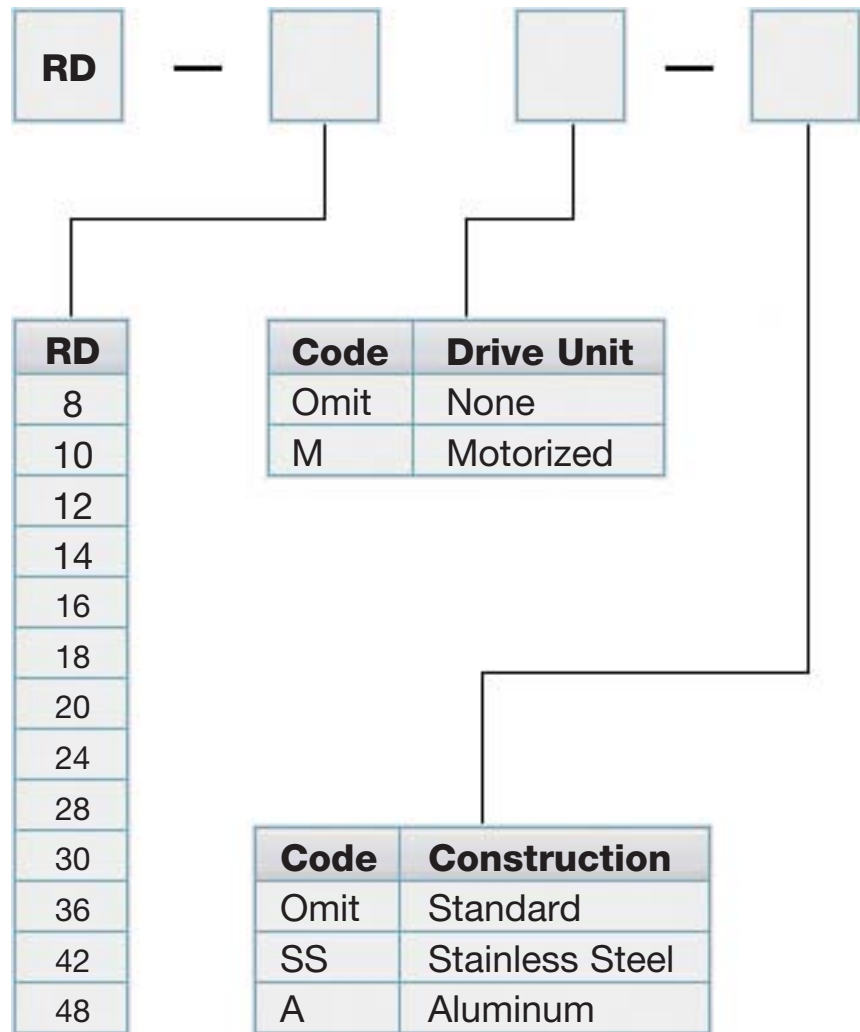 RD — —
RD
8
10
12
14
16
18
20
24
28
30
36
42
48
Code Drive Unit
Omit None
M Motorized
Code Construction
Omit Standard
SS Stainless Steel
A Aluminum